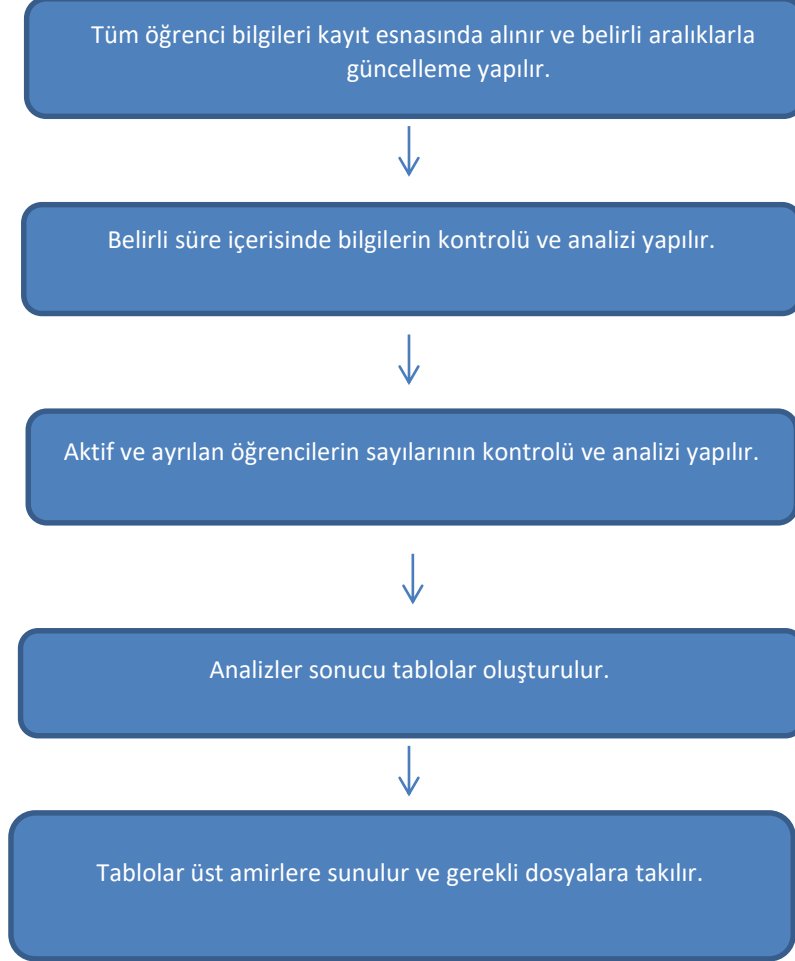 Tüm öğrenci bilgileri kayıt esnasında alınır ve belirli aralıklarla
güncelleme yapılır.
Belirli süre içerisinde bilgilerin kontrolü ve analizi yapılır.
Aktif ve ayrılan öğrencilerin sayılarının kontrolü ve analizi yapılır.
Analizler sonucu tablolar oluşturulur.
Tablolar üst amirlere sunulur ve gerekli dosyalara takılır.